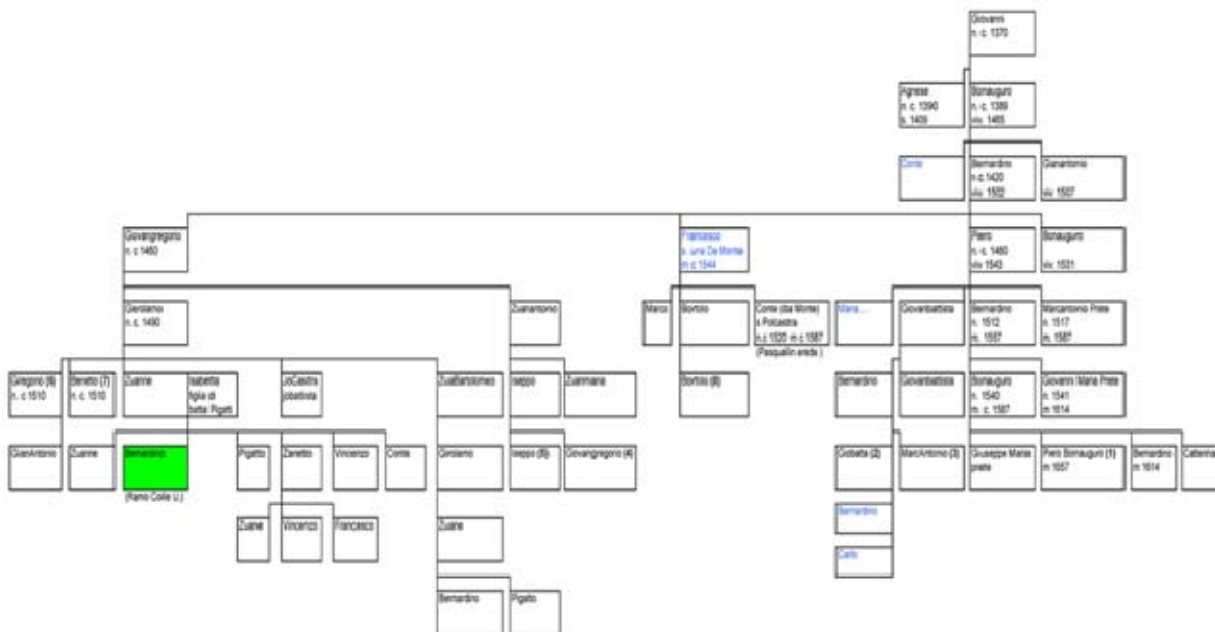 Giovanni
n. -c. 1370
Agnese
n. c. 1390
s. 1409
Bonauguro
n. -c. 1389
viv. 1465
Conte
Bernardino
n c. 1420
viv. 1502
Gianantonio
viv. 1507
Giovangregorio
n. c 1460
Francesco
s. una De Monte
m c 1544
Piero
n. -c. 1460
viv 1543
Bonauguro
viv. 1531
Gierolamo
n. c. 1490
Zuanantonio
Marco
Bortolo
Conte (dal Monte)
s Polcastra
n.c 1520 m c 1587
(Pasqualin erede )
Maria....
Giovanbattista
Bernardino
n. 1512
m. 1557
Marcantonio Prete
n. 1517
m. 1587
Gregorio (6)
n. c 1510
Benetto (7)
n. c. 1510
Zuanne
Isabetta
figlia di
batta: Pigatti
ZuaBartolomeo
Iseppo
Zuanmaria
Bortolo (8)
Bernardino
Giovanbattista
Bonauguro
n. 1540
m. c. 1587
Giovanni Maria Prete
n. 1541
m 1614
GianAntonio
Zuanne
Bernardino
(Ramo Colle U.)
Pigatto
Zanetto
Vincenzo
Conte
Girolamo
Iseppo (5)
Giovangregorio (4)
Giobatta (2)
MarcAntonio (3)
Giuseppe Maria
prete
Piero Bonauguro (1)
m 1657
Bernardino
m 1614
Catterina
Bernardino
Carlo
Zuane
Vincenzo
Francesco
Zuane
Bernardino
Pigatto